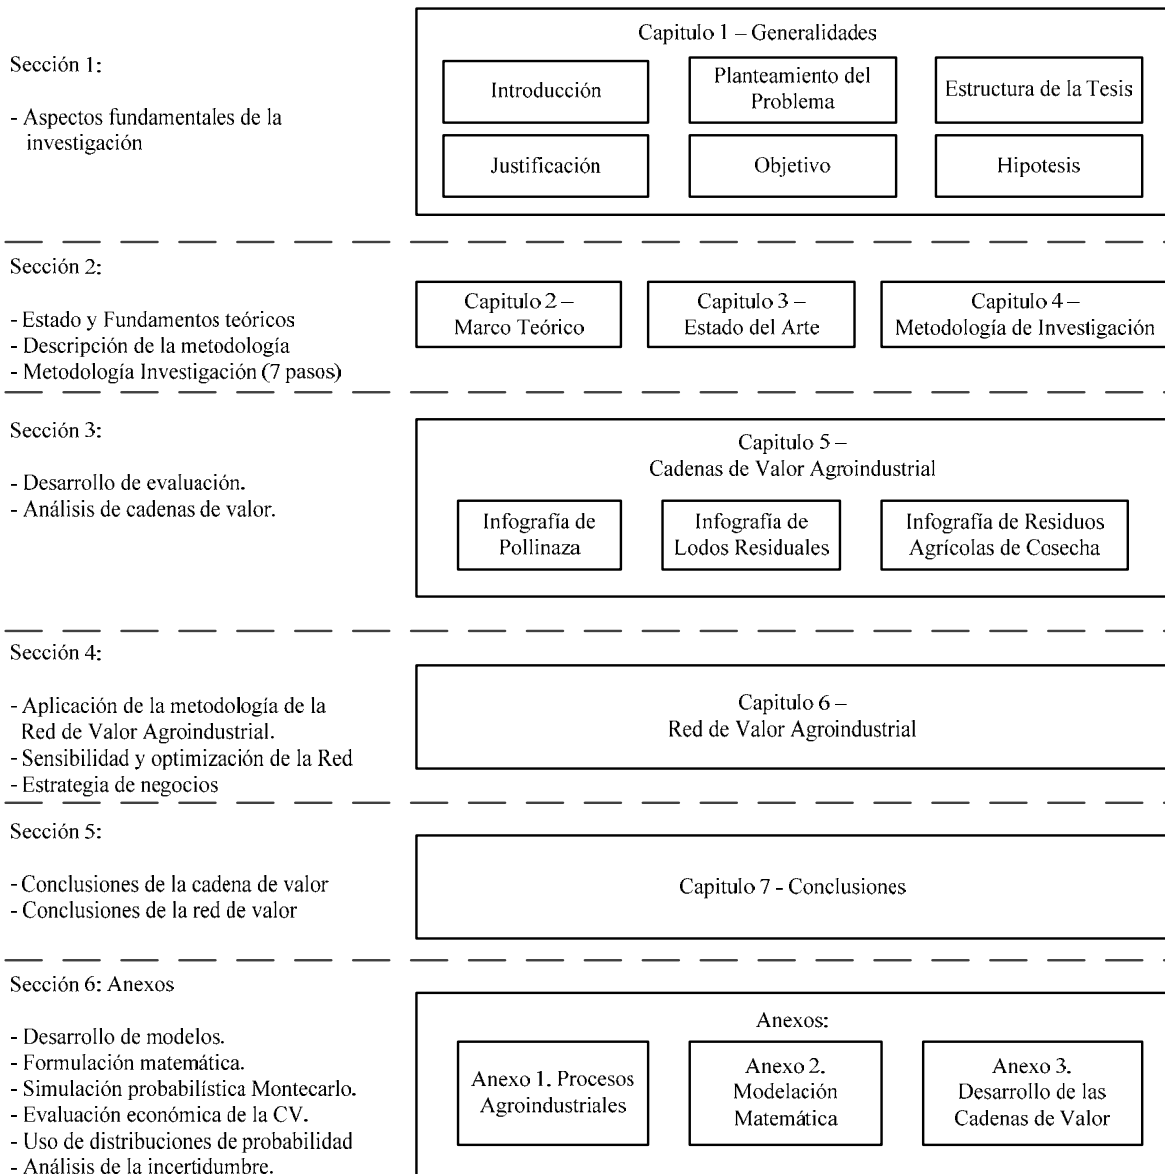 Sección 1:
- Aspectos fundamentales de la
investigación
Capitulo 1 – Generalidades
Introducción
Planteamiento del
Problema
Estructura de la Tesis
Justificación
Objetivo
Hipotesis
Sección 2:
- Estado y Fundamentos teóricos
- Descripción de la metodología
- Metodología Investigación (7 pasos)
Capitulo 2 –
Marco Teórico
Capitulo 3 –
Estado del Arte
Capitulo 4 –
Metodología de Investigación
Sección 3:
- Desarrollo de evaluación.
- Análisis de cadenas de valor.
Capitulo 5 –
Cadenas de Valor Agroindustrial
Infografía de
Pollinaza
Infografía de
Lodos Residuales
Infografía de Residuos
Agrícolas de Cosecha
Sección 4:
- Aplicación de la metodología de la
Red de Valor Agroindustrial.
- Sensibilidad y optimización de la Red
- Estrategia de negocios
Capitulo 6 –
Red de Valor Agroindustrial
Sección 5:
- Conclusiones de la cadena de valor
- Conclusiones de la red de valor
Capitulo 7 - Conclusiones
Sección 6: Anexos
- Desarrollo de modelos.
- Formulación matemática.
- Simulación probabilística Montecarlo.
- Evaluación económica de la CV.
- Uso de distribuciones de probabilidad
- Análisis de la incertidumbre.
Anexos:
Anexo 1. Procesos
Agroindustriales
Anexo 2.
Modelación
Matemática
Anexo 3.
Desarrollo de las
Cadenas de Valor